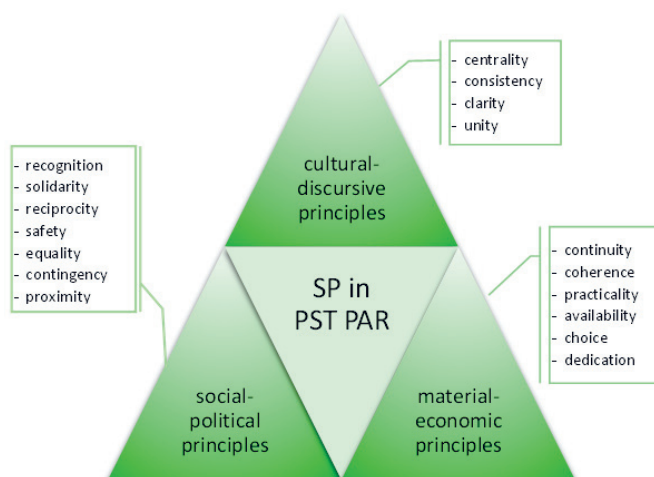 - centrality
- consistency
- clarity
- unity
cultural-
discursive
principles
- recognition
- solidarity
- reciprocity
- safety
- equality
- contingency
- proximity
SP in
PST PAR
- continuity
- coherence
- practicality
- availability
- choice
- dedication
social-
political
principles
material-
economic
principles